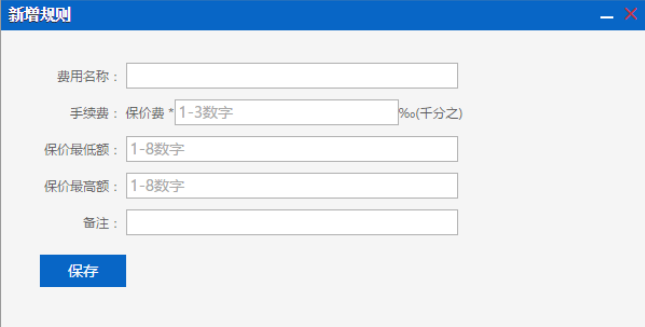 新增规则
费用名称：
手续费：保价费 * 1-3数字 ‰(千分之)
保价最低额：1-8数字
保价最高额：1-8数字
备注：
保存